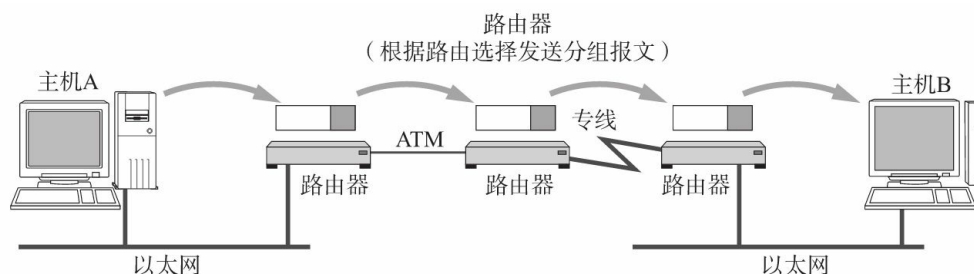 路由器
（根据路由选择发送分组报文）
主机A
主机B
专线
ATM
路由器
路由器
路由器
以太网
以太网